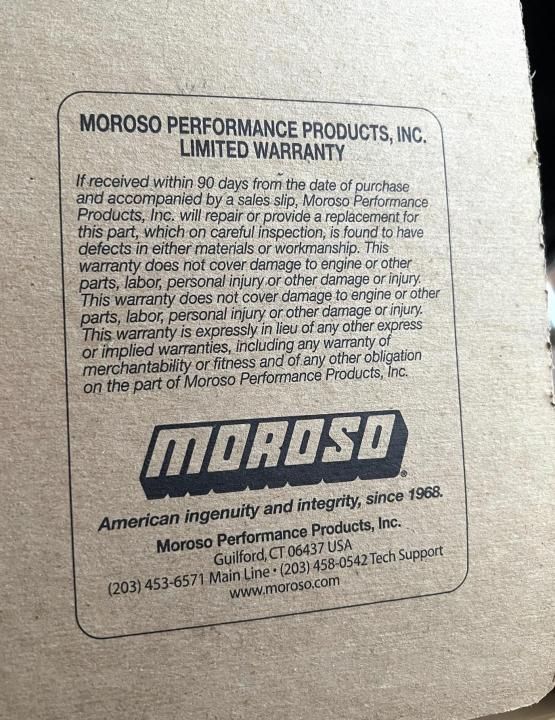 MOROSO PERFORMANCE PRODUCTS, INC.
LIMITED WARRANTY
If received within 90 days from the date of purchase
and accompanied by a sales slip, Moroso Performance
Products, Inc. will repair or provide a replacement for
this part, which on careful inspection, is found to have
defects in either materials or workmanship. This
warranty does not cover damage to engine or other
parts, labor, personal injury or other damage or injury.
This warranty does not cover damage to engine or other
parts, labor, personal injury or other damage or injury.
This warranty is expressly in lieu of any other express
or implied warranties, including any warranty of
merchantability or fitness and of any other obligation
on the part of Moroso Performance Products, Inc.
MOROSO®
American ingenuity and integrity, since 1968.
Moroso Performance Products, Inc.
Guilford, CT 06437 USA
(203) 453-6571 Main Line • (203) 458-0542 Tech Support
www.moroso.com